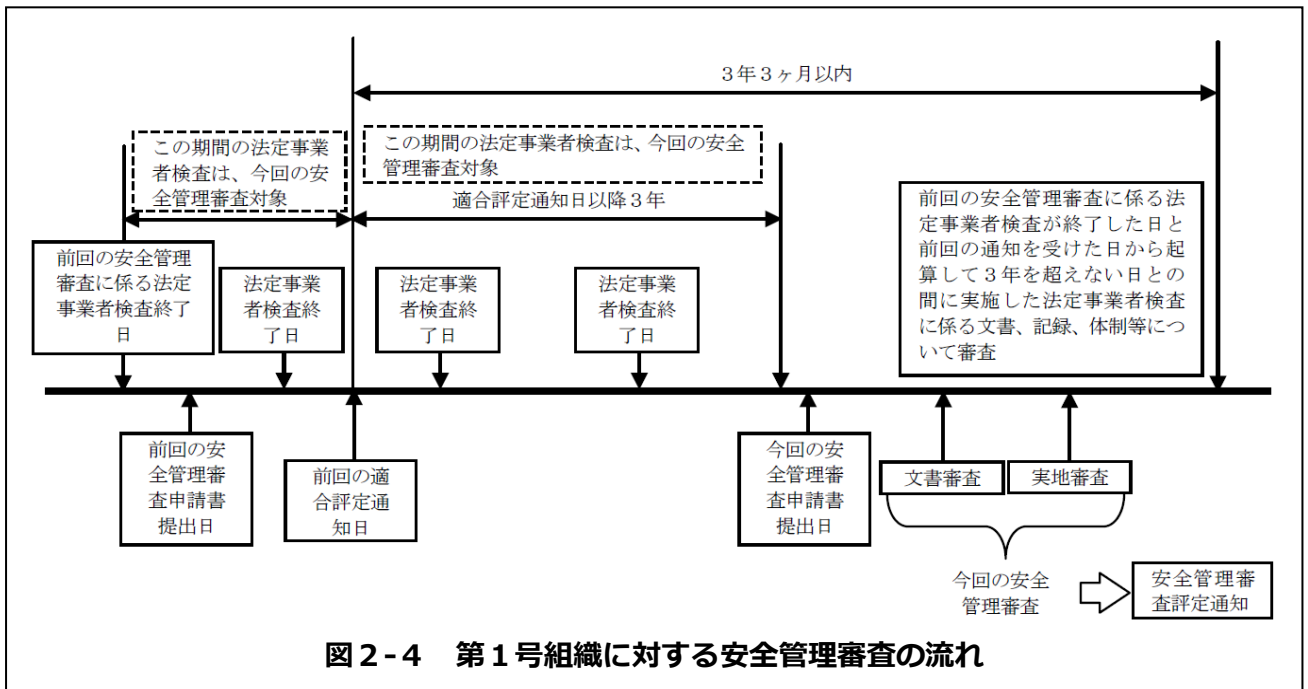 3年3ヶ月以内
この期間の法定事業
者検査は、今回の安
全管理審査対象
この期間の法定事業者検査は、今回の安全
管理審査対象
適合評定通知日以降3年
前回の安全管理審査に係る法
定事業者検査が終了した日と
前回の通知を受けた日から起
算して3年を超えない日との
間に実施した法定事業者検査
に係る文書、記録、体制等につ
いて審査
前回の安全管理
審査に係る法定
事業者検査終了
日
法定事業
者検査終
了日
法定事業
者検査終
了日
法定事業
者検査終
了日
前回の安
全管理審
査申請書
提出日
前回の適
合評定通
知日
今回の安
全管理審
査申請書
提出日
文書審査
実地審査
今回の安全
管理審査
安全管理審
査評定通知
図2-4 第1号組織に対する安全管理審査の流れ